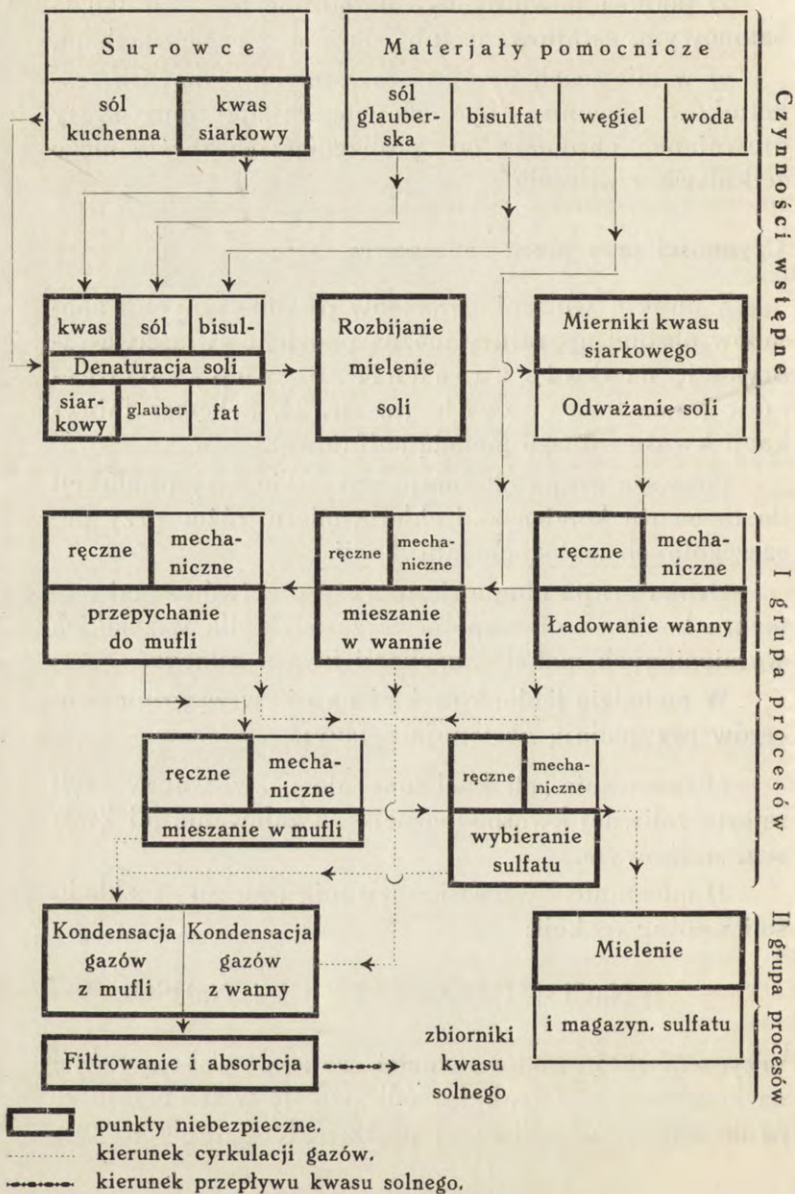 Surowce
sól
kuchenna
kwas
siarkowy
Materjały pomocnicze
sól
glauber-
ska
bisulfat
węgiel
woda
Czynności wstępne
kwas
sól
bisul-
Denaturacja soli
siar-
kowy
glauber
fat
Rozbijanie
mielenie
soli
Mierniki kwasu
siarkowego
Odważanie soli
ręczne
mecha-
niczne
przepychanie
do mufli
ręczne
mecha-
niczne
mieszanie
w wannie
ręczne
mecha-
niczne
Ładowanie wanny
I grupa procesów
ręczne
mecha-
niczne
mieszanie w mufli
ręczne
mecha-
niczne
wybieranie
sulfatu
Kondensacja
gazów
z mufli
Kondensacja
gazów
z wanny
Mielenie
i magazyn. sulfatu
II grupa procesów
Filtrowanie i absorbcja
zbiorniki
kwasu
solnego
punkty niebezpieczne.
kierunek cyrkulacji gazów.
kierunek przepływu kwasu solnego.